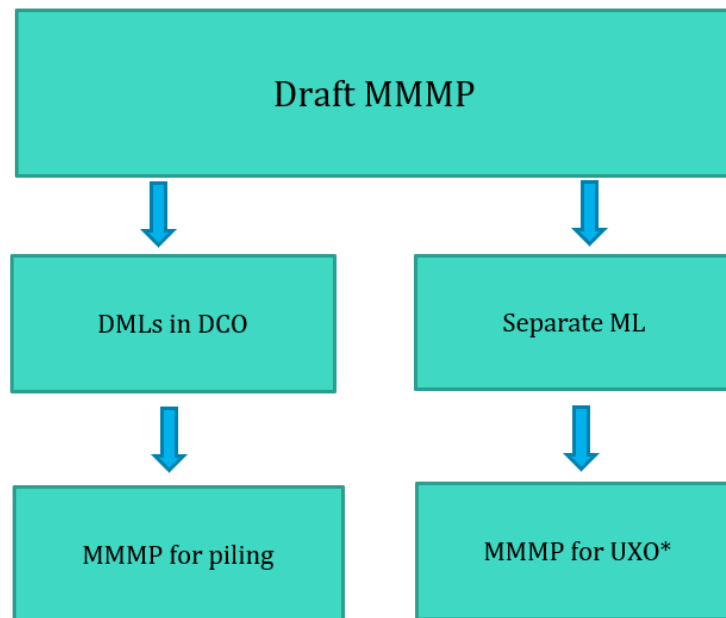 Draft MMMP
DMLs in DCO
Separate ML
MMMP for piling
MMMP for UXO*